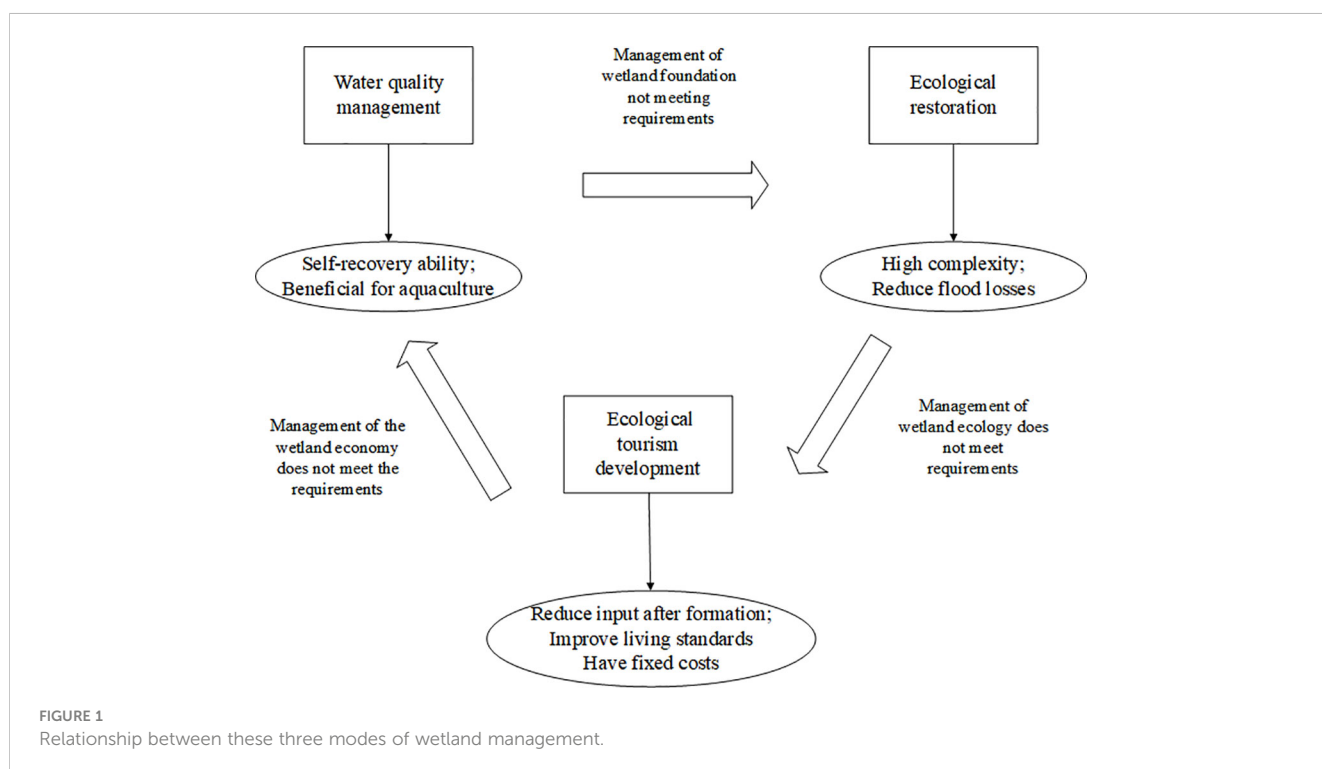 Water quality
management
Management of
wetland foundation
not meeting
requirements
Ecological
restoration
Self-recovery ability;
Beneficial for aquaculture
High complexity;
Reduce flood losses
Management of the
wetland economy
does not meet the
requirements
Ecological
tourism
development
Management of
wetland ecology does
not meet
requirements
Reduce input after formation;
Improve living standards
Have fixed costs
FIGURE 1
Relationship between these three modes of wetland management.